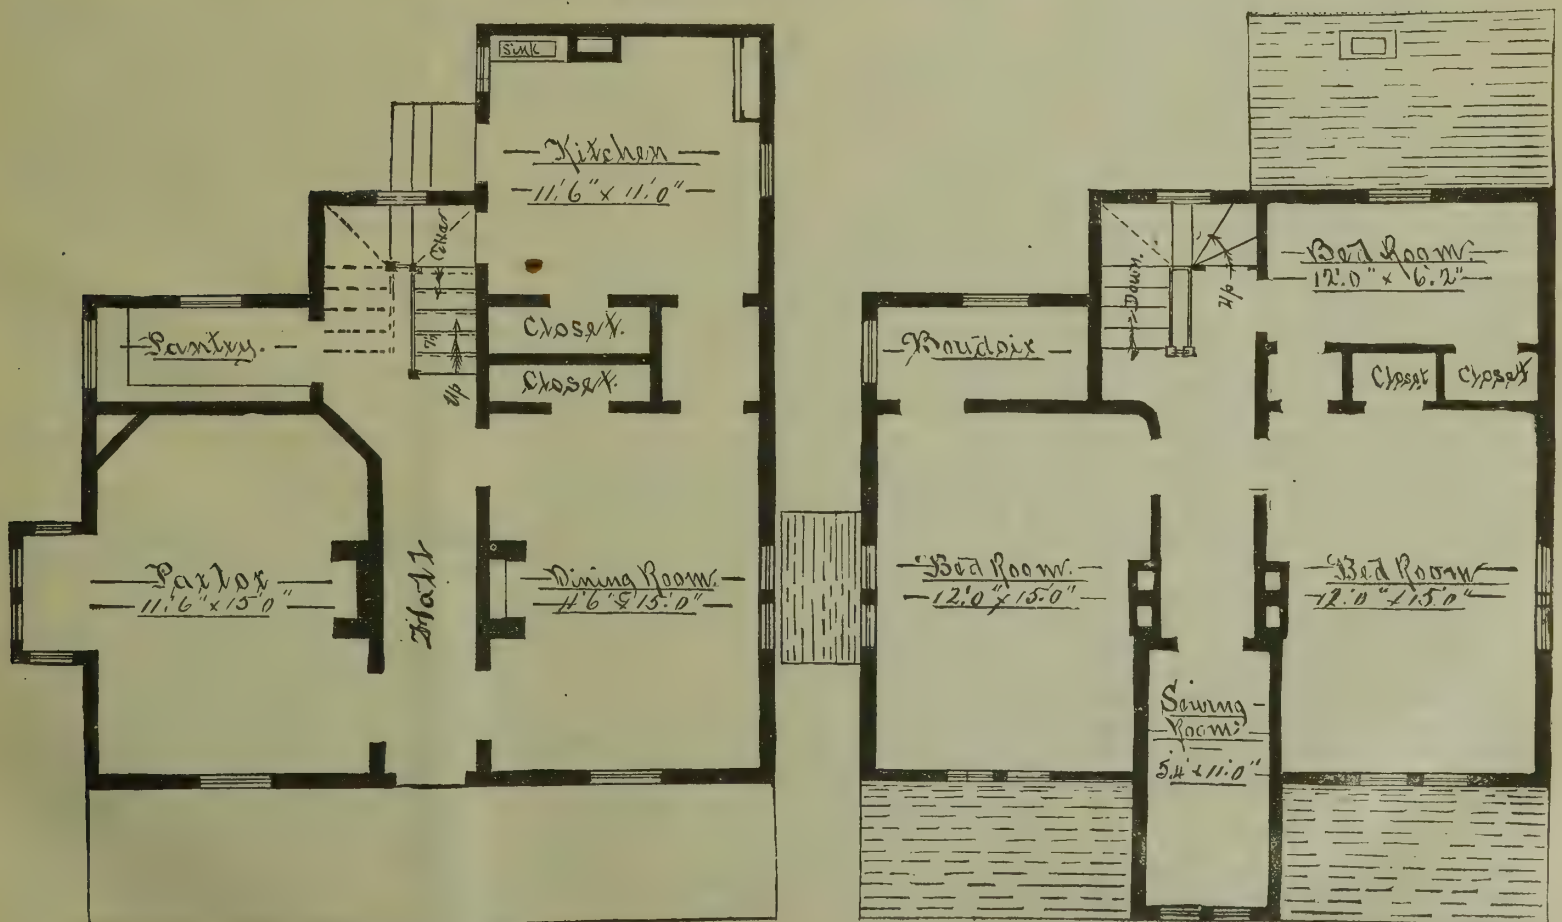 Sink
Kitchen
11'.6" x 11'.0"
Cellar
Closet.
Pantry.
Closet.
Up
Parlor
11'.6" x 15'.0"
Hall
Dining Room.
11'.6" x 15'.0"
Bed Room.
12'.0" x 6'.2"
Down.
Up
Boudoir
Closet
Closet
Bed Room.
12'.0" x 15.0"
Bed Room
12'.0" x 15'.0"
Sewing
Room.
5.4' x 11'.0"